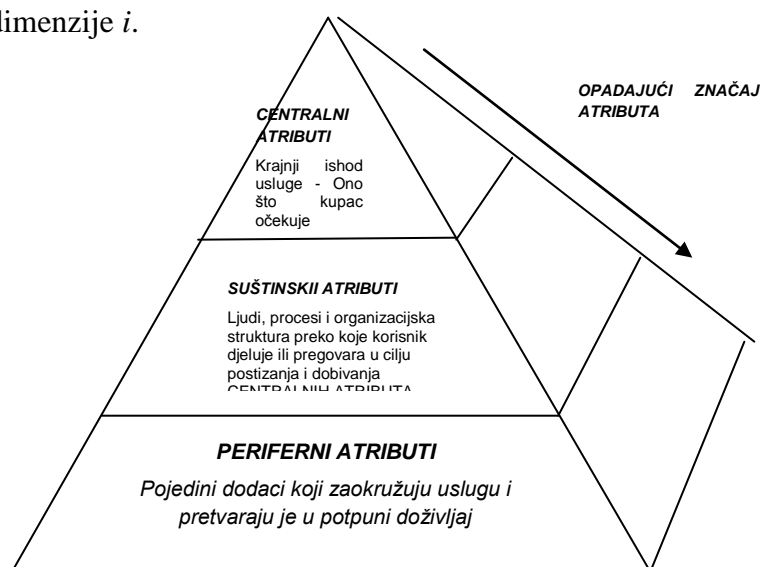 dimenzije i.
OPADAJUĆI ZNAČAJ
ATRIBUTA
CENTRALNI
ATRIBUTI
Krajnji ishod
usluge - Ono
što kupac
očekuje
SUŠTINSKII ATRIBUTI
Ljudi, procesi i organizacijska
struktura preko koje korisnik
djeluje ili pregovara u cilju
postizanja i dobivanja
CENTRALNIH ATRIBUTA
PERIFERNI ATRIBUTI
Pojedini dodaci koji zaokružuju uslugu i
pretvaraju je u potpuni doživljaj